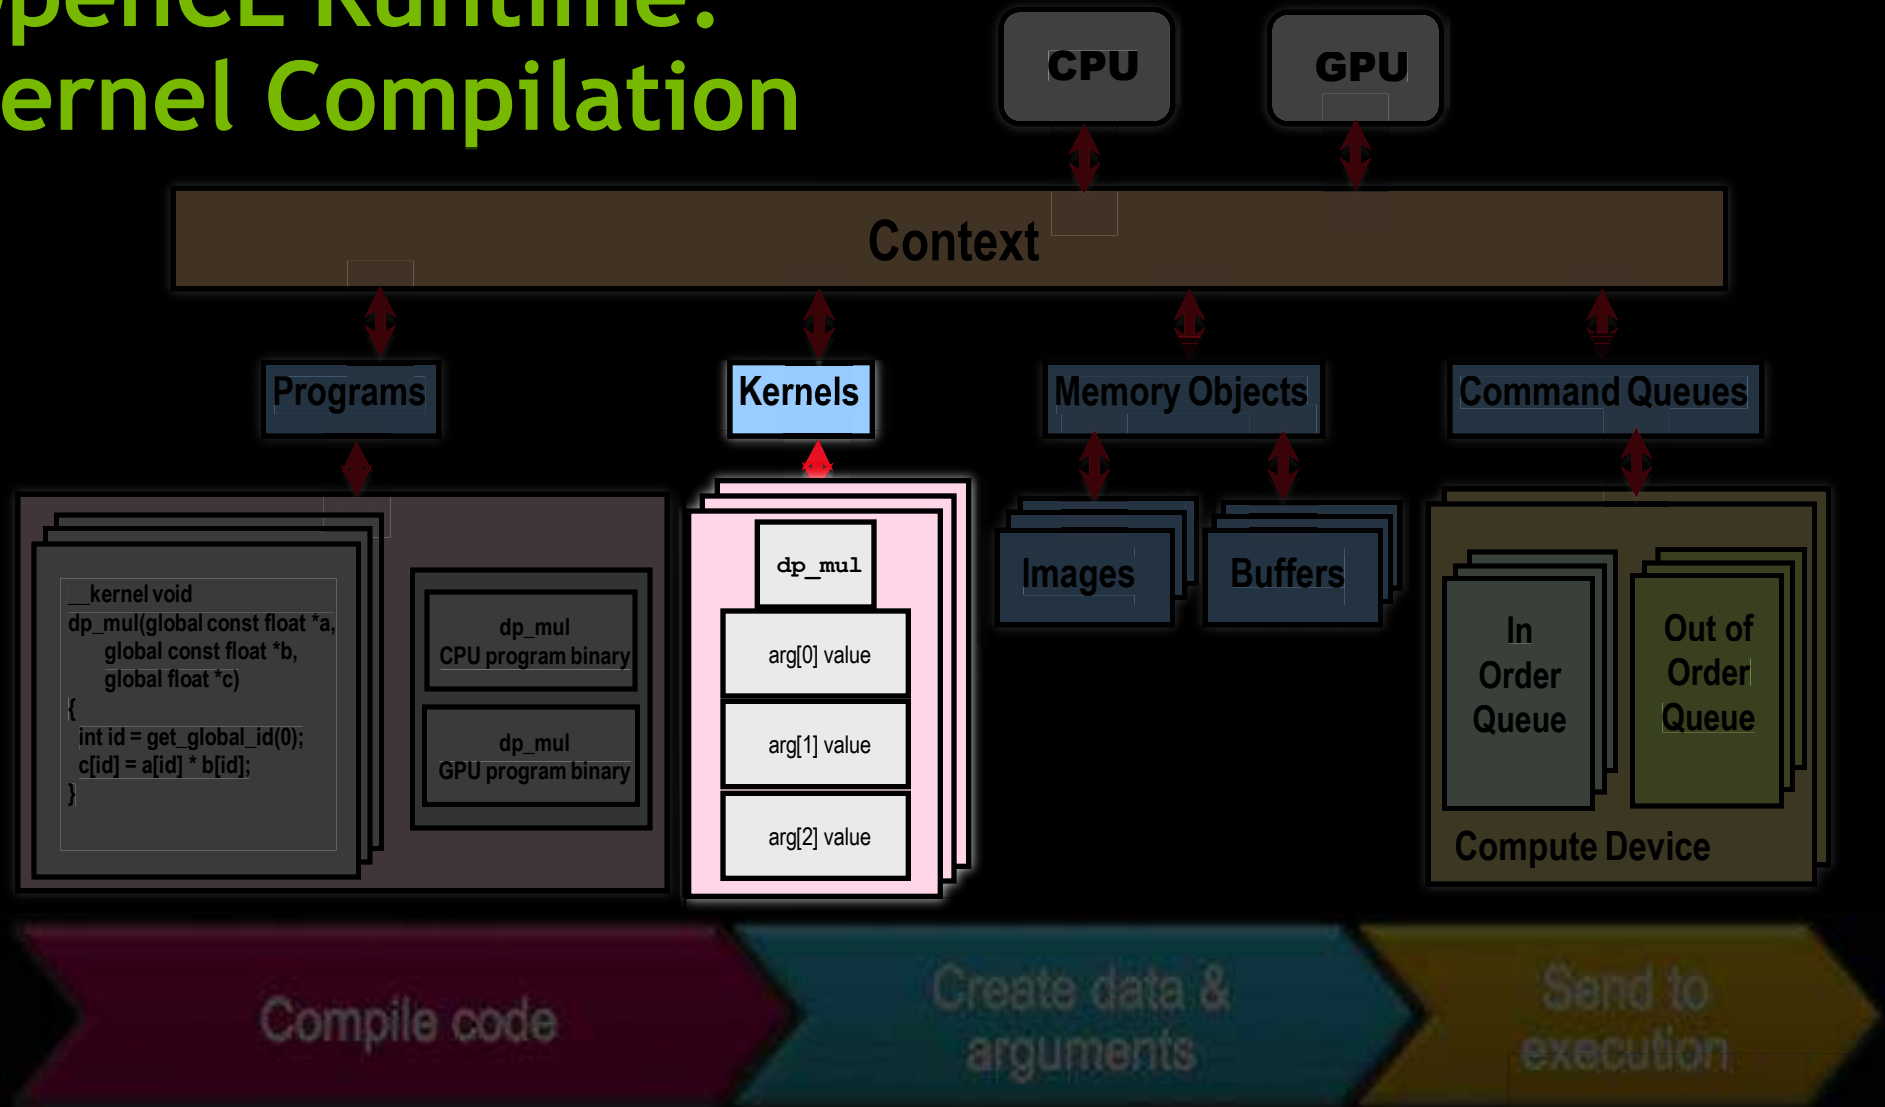 penCL Runtime:
ernel Compilation
CPU
GPU
Context
Programs
Kernels
Memory Objects
Command Queues
__kernel void
dp_mul(global const float *a,
global const float *b,
global float *c)
{
int id = get_global_id(0);
c[id] = a[id] * b[id];
}
dp_mul
CPU program binary
dp_mul
GPU program binary
dp_mul
arg[0] value
arg[1] value
arg[2] value
Images
Buffers
In
Order
Queue
Out of
Order
Queue
Compute Device
Compile code
Create data &
arguments
Send to
execution